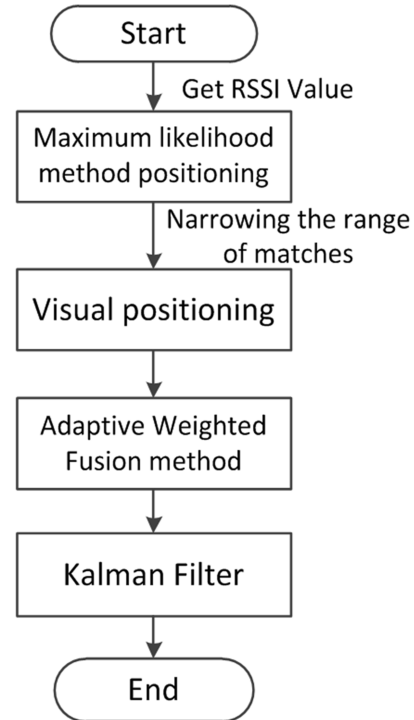 Start
Get RSSI Value
Maximum likelihood
method positioning
Narrowing the range
of matches
Visual positioning
Adaptive Weighted
Fusion method
Kalman Filter
End